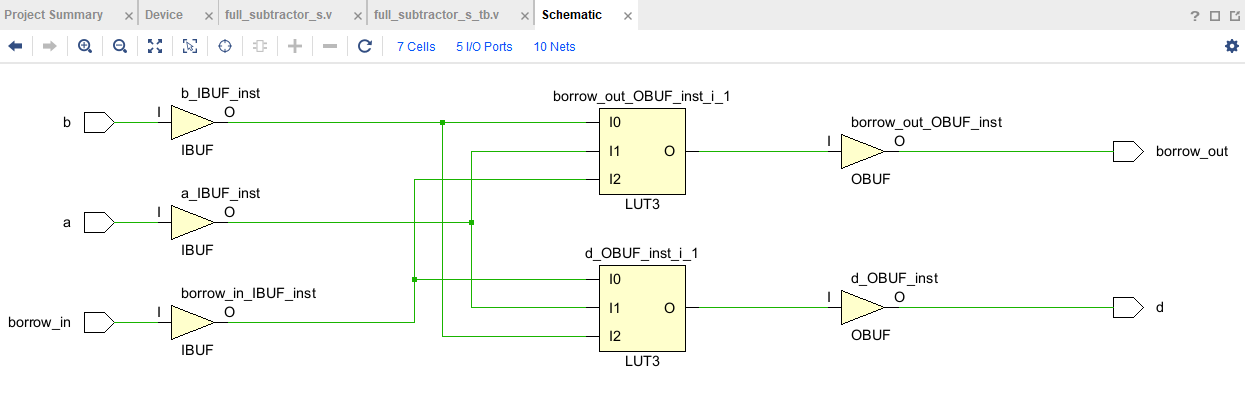 Project Summary × Device × full_subtractor_s.v × full_subtractor_s_tb.v × Schematic × ?
7 Cells 5 I/O Ports 10 Nets
b_IBUF_inst
b I O
IBUF
a_IBUF_inst
a I O
IBUF
borrow_in_IBUF_inst
borrow_in I O
IBUF
borrow_out_OBUF_inst_i_1
I0
I1 O
I2
LUT3
d_OBUF_inst_i_1
I0
I1 O
I2
LUT3
borrow_out_OBUF_inst
I O borrow_out
OBUF
d_OBUF_inst
I O d
OBUF